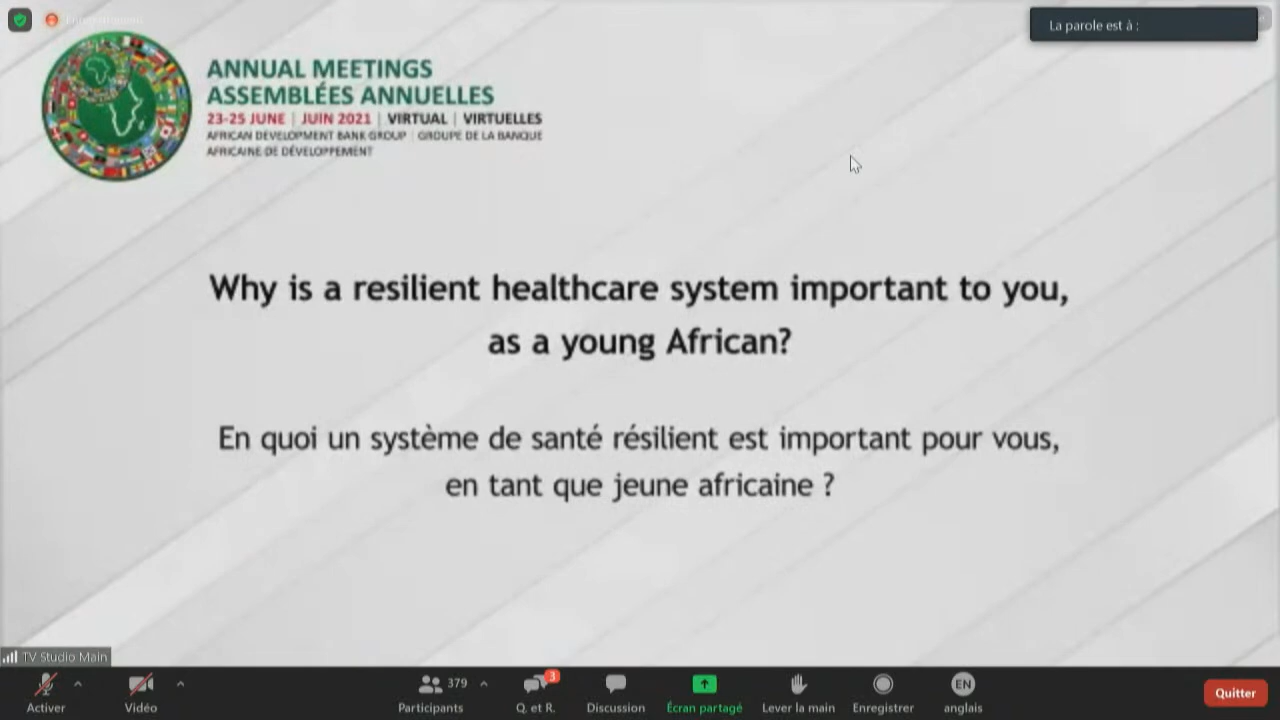 Enregistrement
La parole est à :
ANNUAL MEETINGS
ASSEMBLÉES ANNUELLES
23-25 JUNE | JUIN 2021 | VIRTUAL | VIRTUELLES
AFRICAN DEVELOPMENT BANK GROUP | GROUPE DE LA BANQUE
AFRICAINE DE DÉVELOPPEMENT
Why is a resilient healthcare system important to you,
as a young African?
En quoi un système de santé résilient est important pour vous,
en tant que jeune africaine ?
TV Studio Main
379
3
EN
Activer
Vidéo
Participants
Q. et R.
Discussion
Écran partagé
Lever la main
Enregistrer
anglais
Quitter